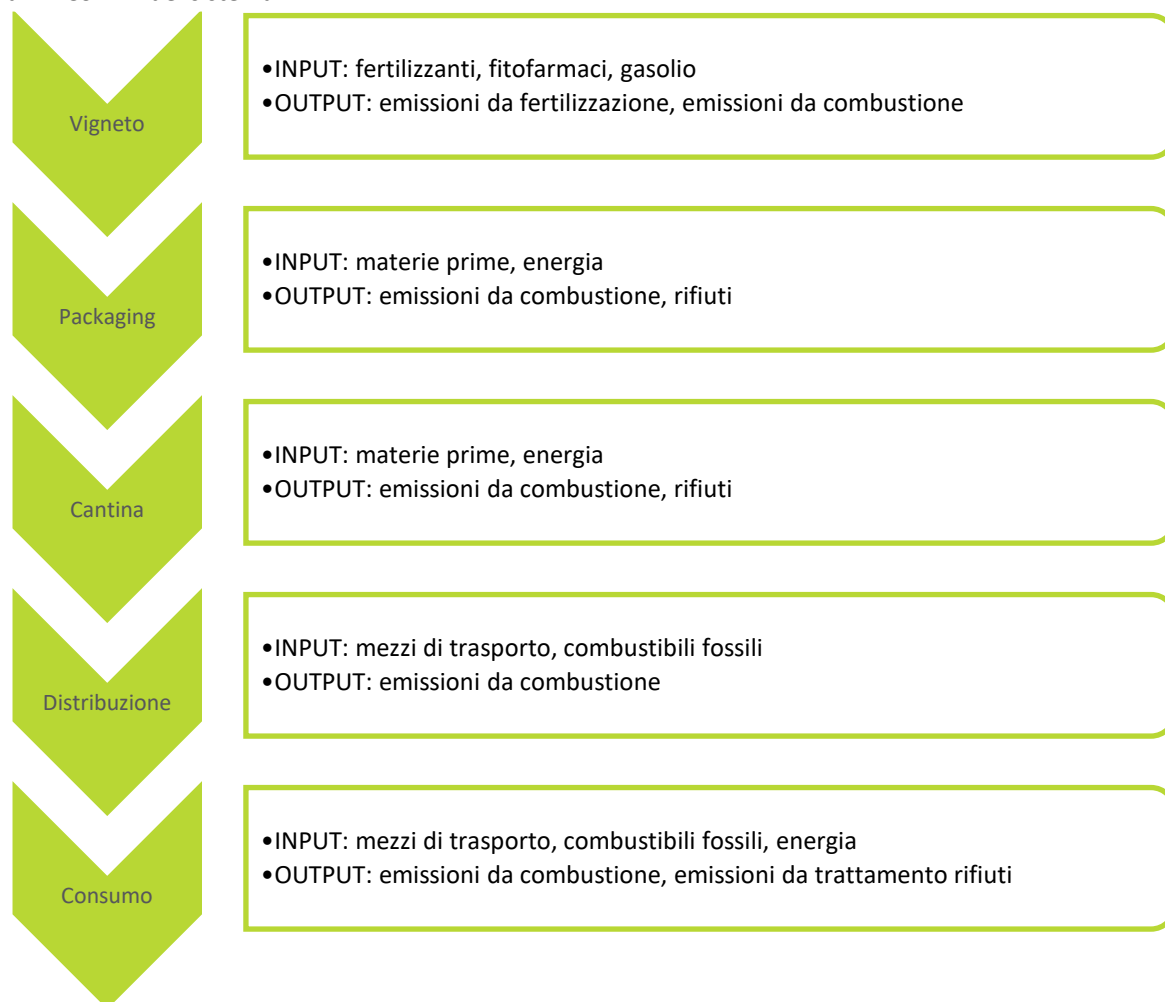 Vigneto
•INPUT: fertilizzanti, fitofarmaci, gasolio
•OUTPUT: emissioni da fertilizzazione, emissioni da combustione
Packaging
•INPUT: materie prime, energia
•OUTPUT: emissioni da combustione, rifiuti
Cantina
•INPUT: materie prime, energia
•OUTPUT: emissioni da combustione, rifiuti
Distribuzione
•INPUT: mezzi di trasporto, combustibili fossili
•OUTPUT: emissioni da combustione
Consumo
•INPUT: mezzi di trasporto, combustibili fossili, energia
•OUTPUT: emissioni da combustione, emissioni da trattamento rifiuti